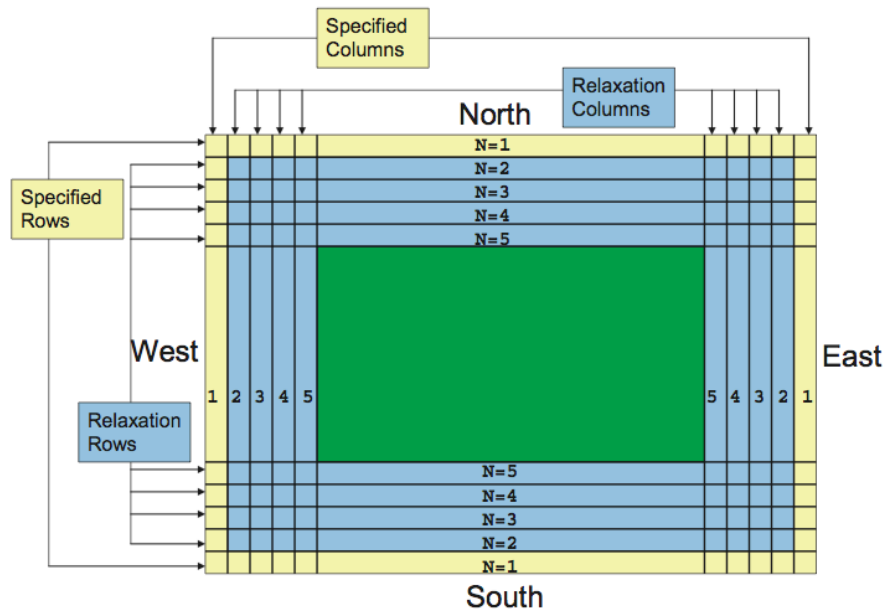 Specified
Columns
Relaxation
Columns
North
N=1
N=2
N=3
N=4
N=5
Specified
Rows
West
East
1 2 3 4 5
5 4 3 2 1
Relaxation
Rows
N=5
N=4
N=3
N=2
N=1
South